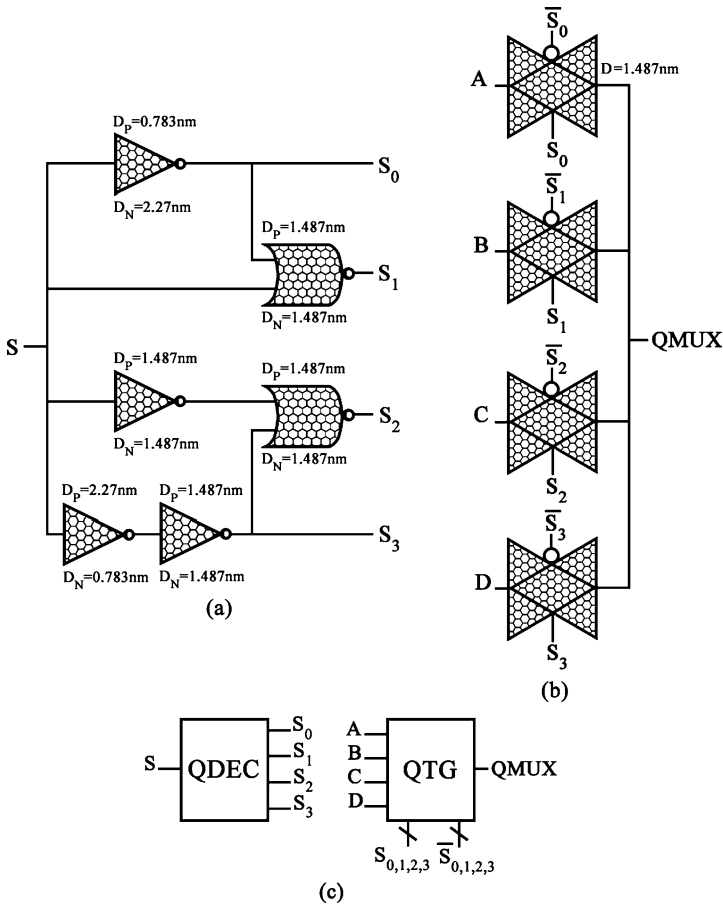 D_P=0.783nm
D_N=2.27nm
S_0
D_P=1.487nm
S_1
D_N=1.487nm
S
D_P=1.487nm
D_N=1.487nm
D_P=1.487nm
S_2
D_N=1.487nm
D_P=2.27nm
D_P=1.487nm
S_3
D_N=0.783nm
D_N=1.487nm
(a)
S̅_0
D=1.487nm
A
S_0
S̅_1
B
S_1
QMUX
S̅_2
C
S_2
S̅_3
D
S_3
(b)
S
QDEC
S_0
S_1
S_2
S_3
A
B
C
D
QTG
QMUX
S_0,1,2,3
S̅_0,1,2,3
(c)